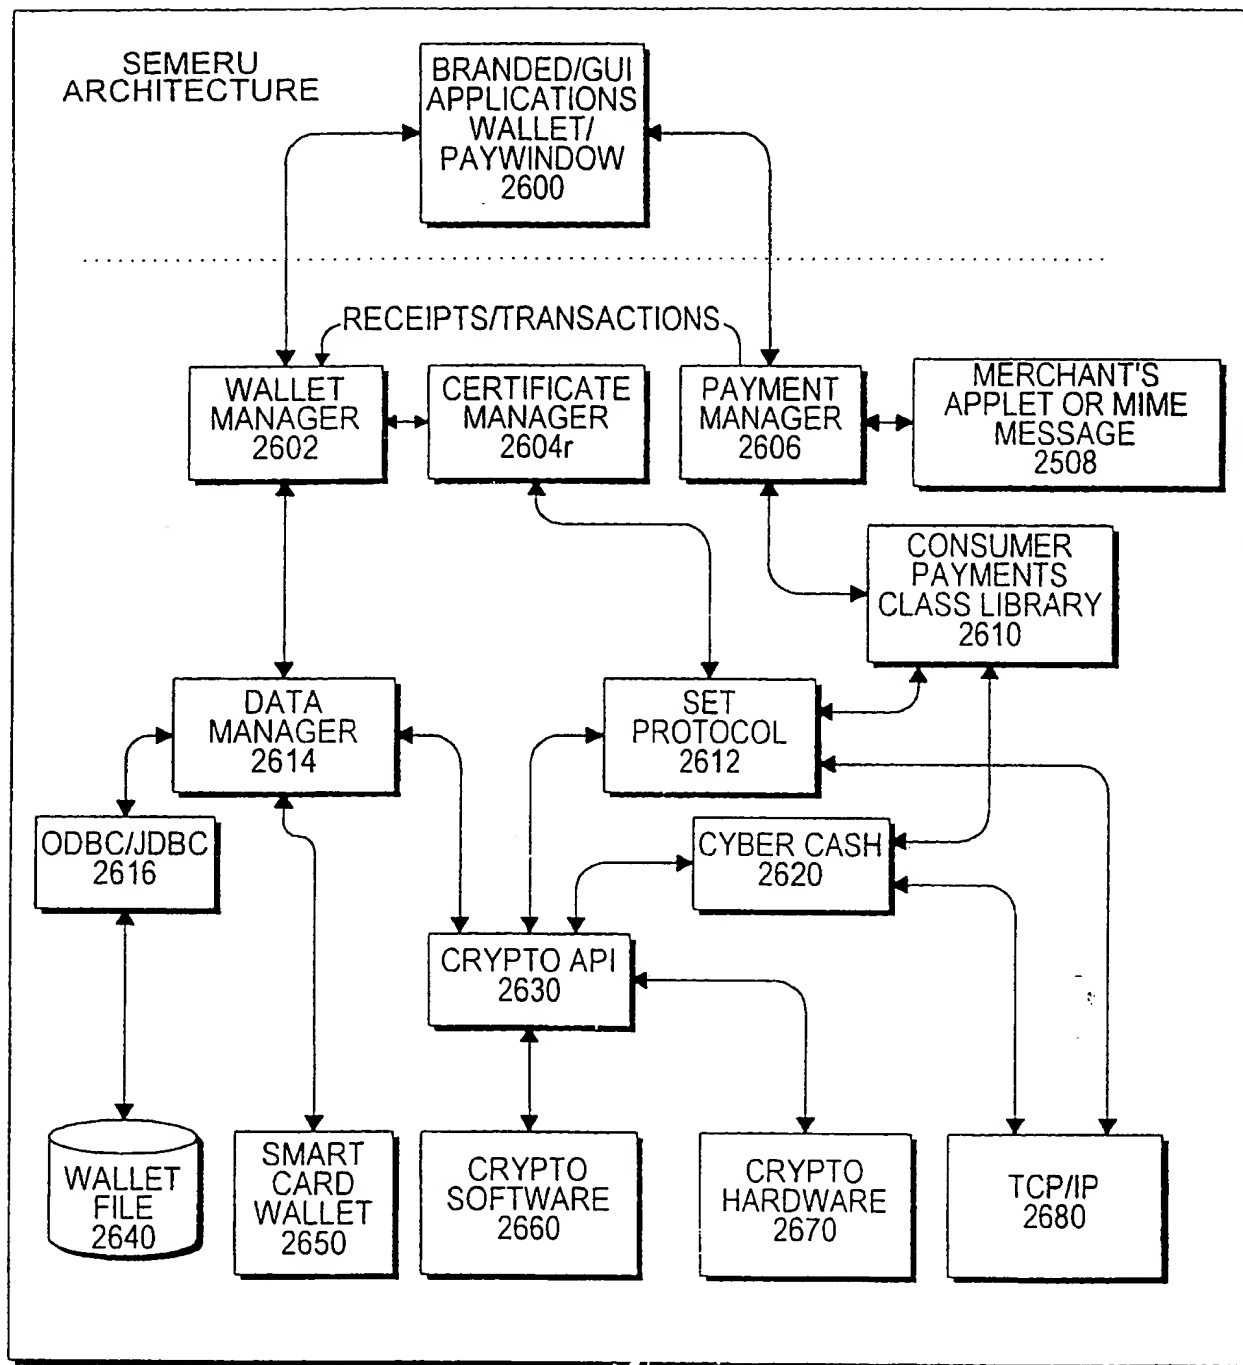 SEMERU
ARCHITECTURE
BRANDED/GUI
APPLICATIONS
WALLET/
PAYWINDOW
2600
RECEIPTS/TRANSACTIONS
WALLET
MANAGER
2602
CERTIFICATE
MANAGER
2604r
PAYMENT
MANAGER
2606
MERCHANT'S
APPLET OR MIME
MESSAGE
2508
CONSUMER
PAYMENTS
CLASS LIBRARY
2610
DATA
MANAGER
2614
SET
PROTOCOL
2612
ODBC/JDBC
2616
CYBER CASH
2620
CRYPTO API
2630
WALLET
FILE
2640
SMART
CARD
WALLET
2650
CRYPTO
SOFTWARE
2660
CRYPTO
HARDWARE
2670
TCP/IP
2680